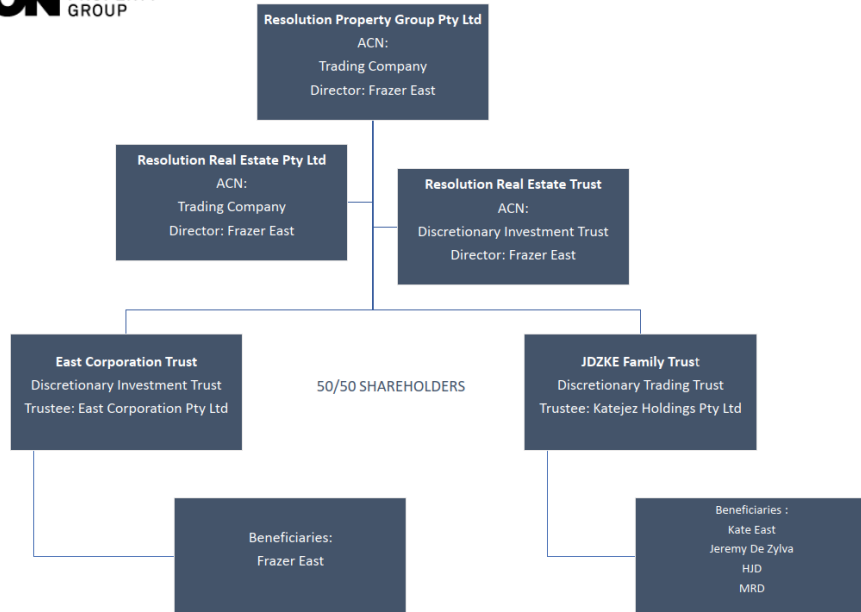 GROUP
Resolution Property Group Pty Ltd
ACN:
Trading Company
Director: Frazer East
Resolution Real Estate Pty Ltd
ACN:
Trading Company
Director: Frazer East
Resolution Real Estate Trust
ACN:
Discretionary Investment Trust
Director: Frazer East
East Corporation Trust
Discretionary Investment Trust
Trustee: East Corporation Pty Ltd
50/50 SHAREHOLDERS
JDZKE Family Trust
Discretionary Trading Trust
Trustee: Katejez Holdings Pty Ltd
Beneficiaries:
Frazer East
Beneficiaries :
Kate East
Jeremy De Zylva
HJD
MRD